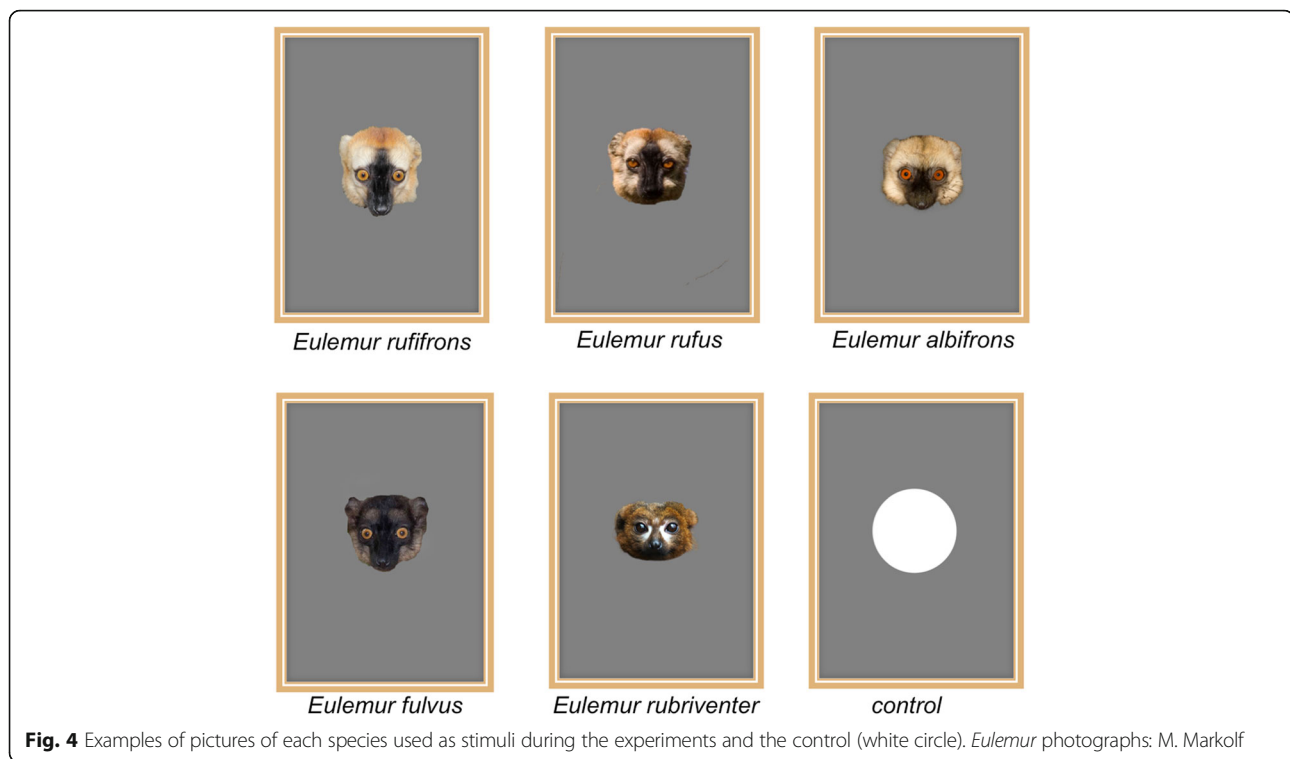 Eulemur rufifrons
Eulemur rufus
Eulemur albifrons
Eulemur fulvus
Eulemur rubriventer
control
Fig. 4 Examples of pictures of each species used as stimuli during the experiments and the control (white circle). Eulemur photographs: M. Markolf